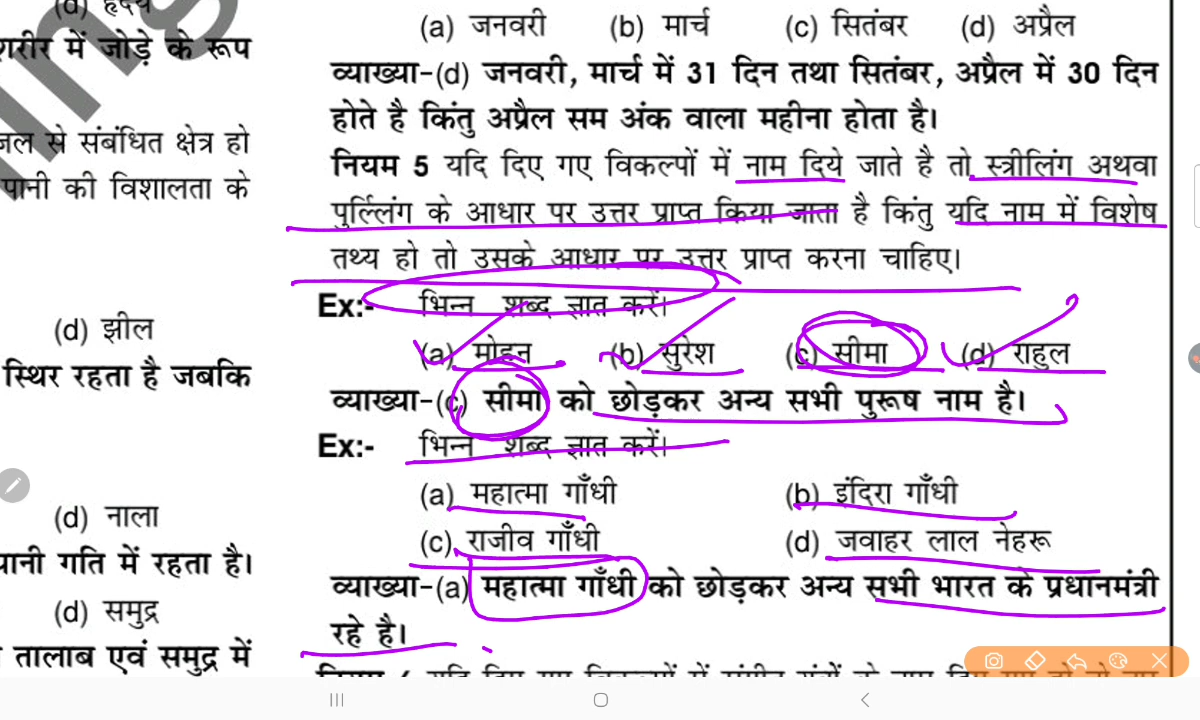 (d) हृदय
शरीर में जोड़े के रूप
जल से संबंधित क्षेत्र हो
पानी की विशालता के
(d) झील
स्थिर रहता है जबकि
(d) नाला
पानी गति में रहता है।
(d) समुद्र
तालाब एवं समुद्र में
(a) जनवरी (b) मार्च (c) सितंबर (d) अप्रैल
व्याख्या–(d) जनवरी, मार्च में 31 दिन तथा सितंबर, अप्रैल में 30 दिन
होते है किंतु अप्रैल सम अंक वाला महीना होता है।
नियम 5 यदि दिए गए विकल्पों में नाम दिये जाते है तो स्त्रीलिंग अथवा
पुर्ल्लिंग के आधार पर उत्तर प्राप्त किया जाता है किंतु यदि नाम में विशेष
तथ्य हो तो उसके आधार पर उत्तर प्राप्त करना चाहिए।
Ex:- भिन्न शब्द ज्ञात करें।
(a) मोहन (b) सुरेश (c) सीमा (d) राहुल
व्याख्या–(c) सीमा को छोड़कर अन्य सभी पुरूष नाम है।
Ex:- भिन्न शब्द ज्ञात करें।
(a) महात्मा गाँधी (b) इंदिरा गाँधी
(c) राजीव गाँधी (d) जवाहर लाल नेहरू
व्याख्या–(a) महात्मा गाँधी को छोड़कर अन्य सभी भारत के प्रधानमंत्री
रहे है।